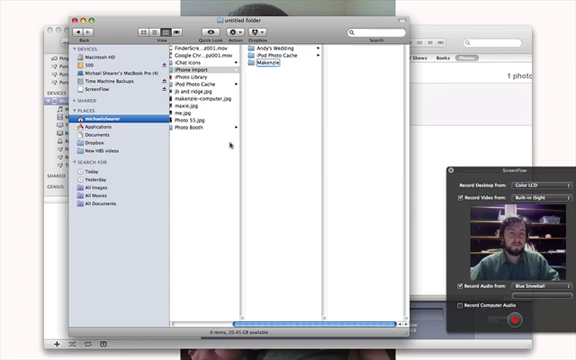 untitled folder
Back
View
Quick Look
Action
Dropbox
Search
DEVICES
Macintosh HD
500
Michael Shearer's MacBook Pro (4)
Time Machine Backups
ScreenFlow
SHARED
PLACES
michaelshearer
Applications
Documents
Dropbox
New HBS videos
SEARCH FOR
Today
Yesterday
All Images
All Movies
All Documents
FinderScre...pz001.mov
Google Chr...pz001.mov
iChat Icons
iPhone Import
iPhoto Library
iPod Photo Cache
jb and ridge.jpg
makenzie-computer.jpg
maxie.jpg
me.jpg
Photo 55.jpg
Photo Booth
Andy's Wedding
iPod Photo Cache
Makenzie
0 items, 20.45 GB available
Search
Shows
Books
Photos
1 photo
GENIUS
ScreenFlow
Record Desktop from:
Color LCD
Record Video from:
Built-in iSight
Record Audio from:
Blue Snowball
Record Computer Audio